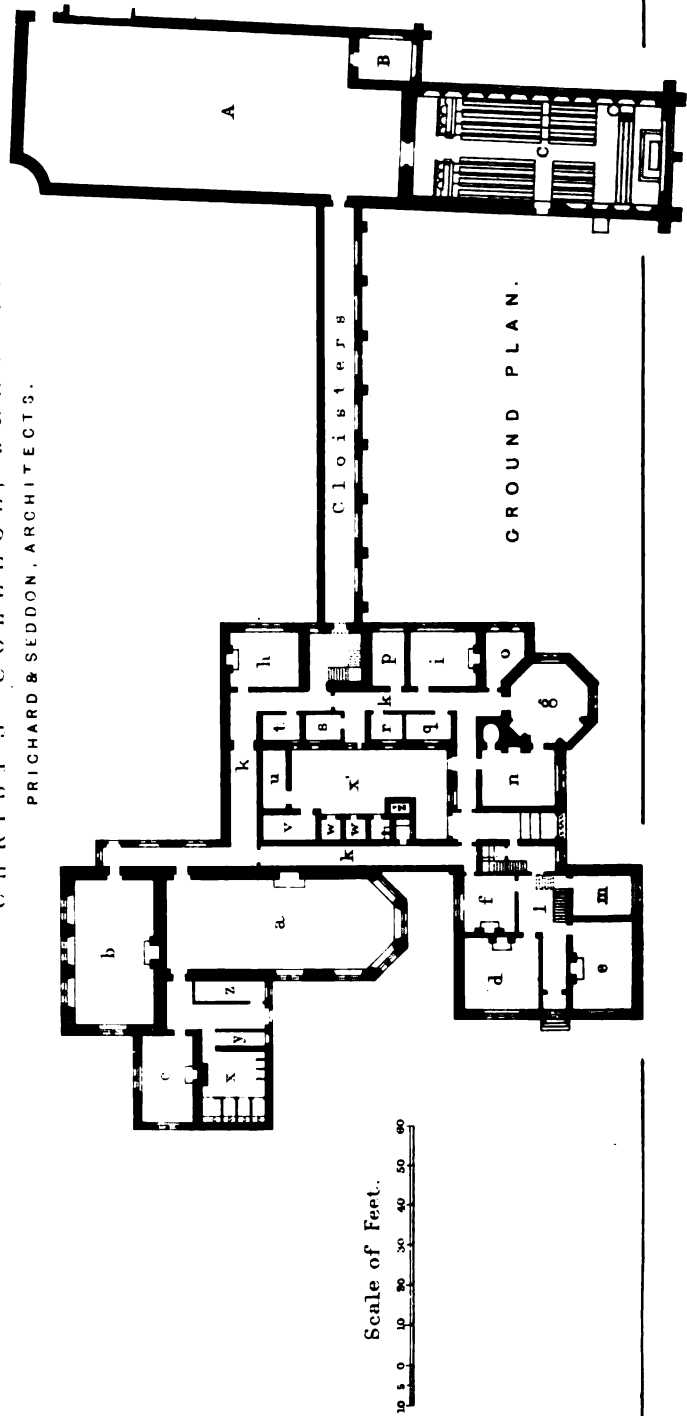 PRICHARD & SEDDON, ARCHITECTS.
A
B
C
Cloisters
GROUND PLAN.
h
p
i
o
k
t
s
r
q
g
k
u
x'
n
v
w
w
k
b
a
f
l
m
d
e
z
y
x
c
Scale of Feet.
10 5 0 10 20 30 40 50 60